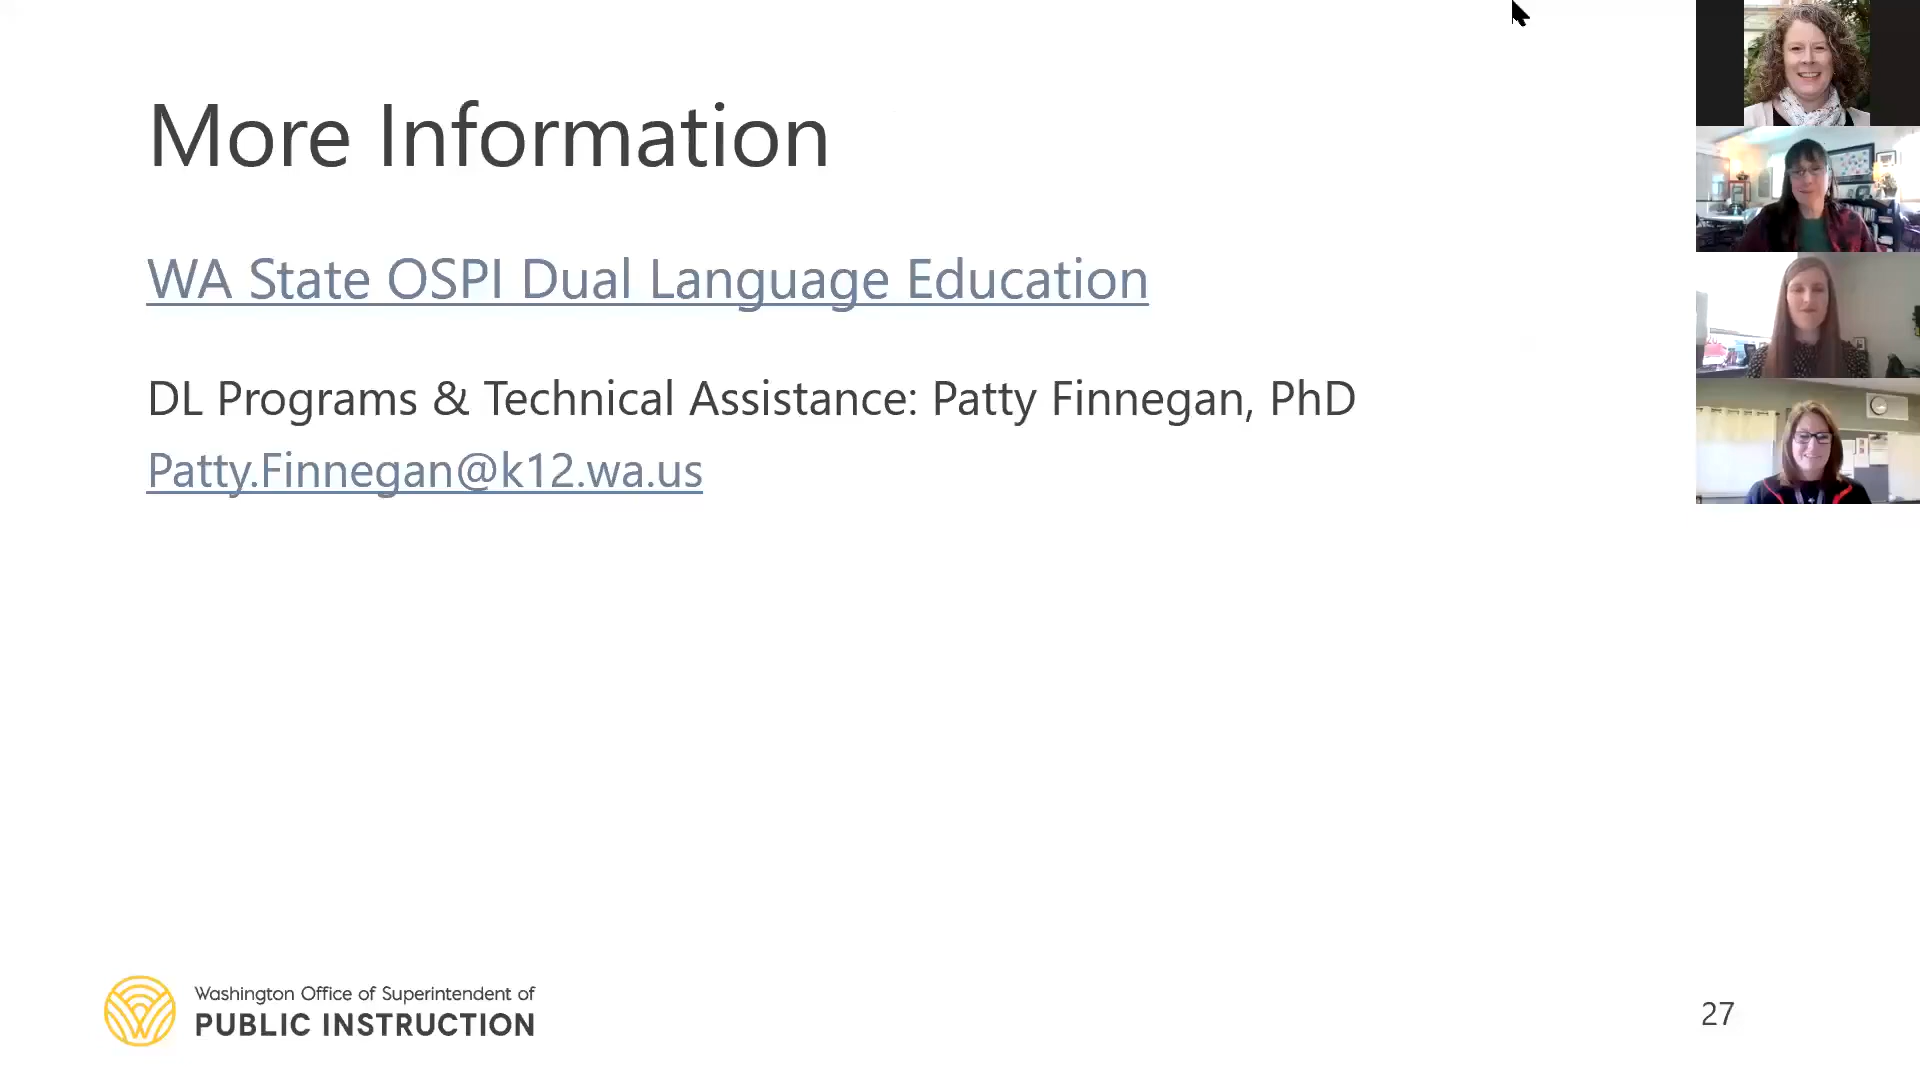 More Information
WA State OSPI Dual Language Education
DL Programs & Technical Assistance: Patty Finnegan, PhD
Patty.Finnegan@k12.wa.us
Washington Office of Superintendent of
PUBLIC INSTRUCTION
27